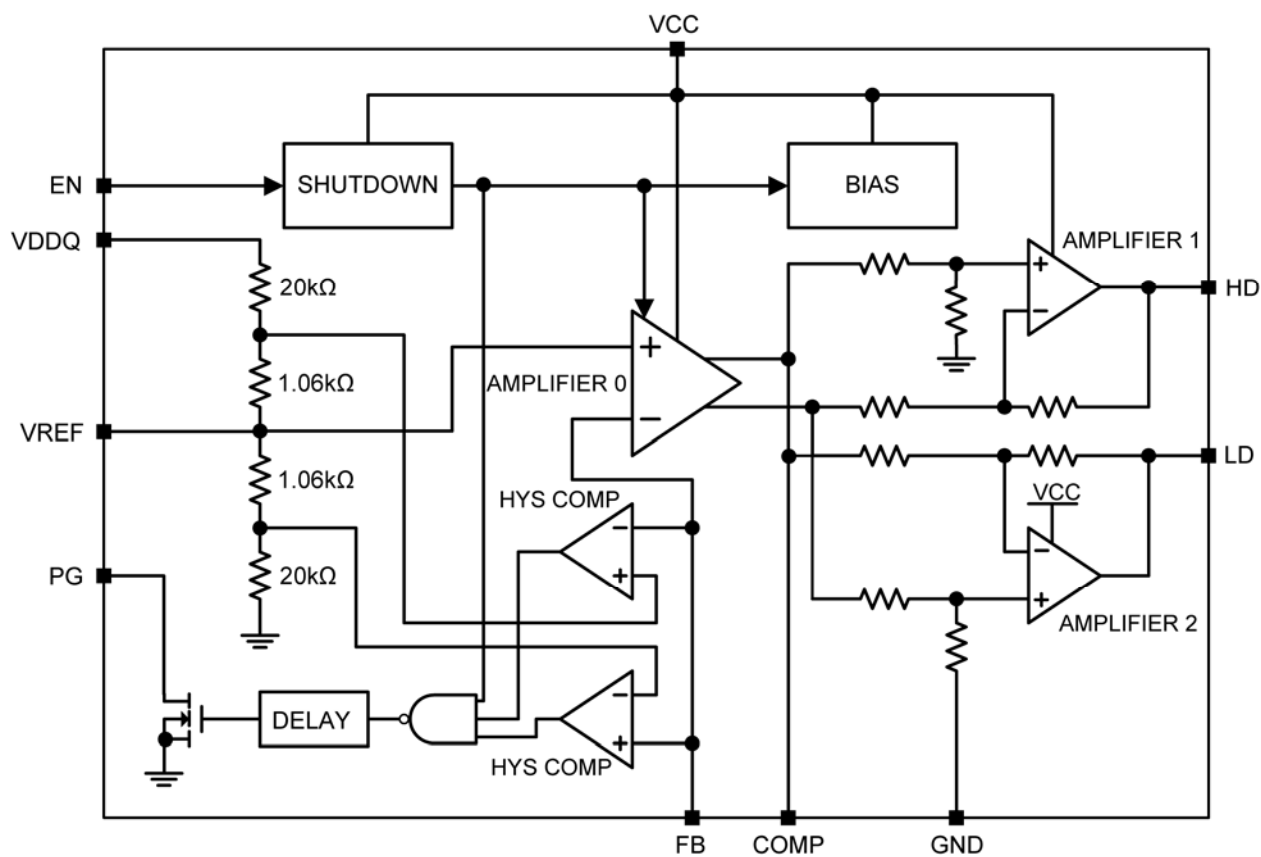 VCC
EN
SHUTDOWN
BIAS
VDDQ
AMPLIFIER 1
+
20kΩ
HD
−
+
1.06kΩ
AMPLIFIER 0
−
VREF
LD
1.06kΩ
HYS COMP
VCC
−
−
PG
20kΩ
+
+
AMPLIFIER 2
−
DELAY
+
HYS COMP
FB
COMP
GND